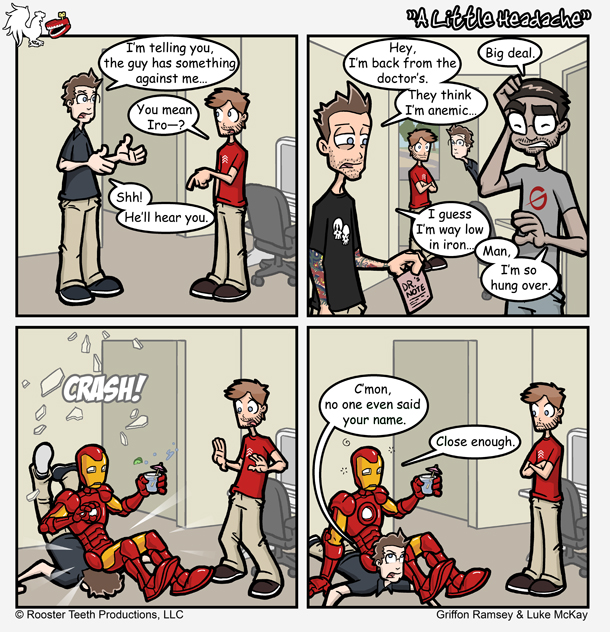 "A Little Headache"
I'm telling you,
the guy has something
against me...
You mean
Iro—?
Shh!
He'll hear you.
Hey,
I'm back from the
doctor's.
They think
I'm anemic...
Big deal.
I guess
I'm way low
in iron...
DR.'S
NOTE
Man,
I'm so
hung over.
CRASH!
C'mon,
no one even said
your name.
Close enough.
© Rooster Teeth Productions, LLC
Griffon Ramsey & Luke McKay